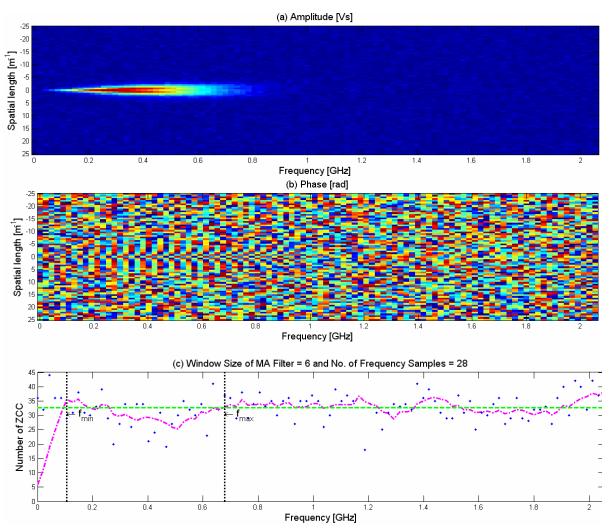 (a) Amplitude [Vs]
Spatial length [m⁻¹]
-25
-20
-15
-10
-5
0
5
10
15
20
25
0 0.2 0.4 0.6 0.8 1 1.2 1.4 1.6 1.8 2
Frequency [GHz]
(b) Phase [rad]
Spatial length [m⁻¹]
-25
-20
-15
-10
-5
0
5
10
15
20
25
0 0.2 0.4 0.6 0.8 1 1.2 1.4 1.6 1.8 2
Frequency [GHz]
(c) Window Size of MA Filter = 6 and No. of Frequency Samples = 28
Number of ZCC
45
40
35
30
25
20
15
10
5
0
f min
f max
0 0.2 0.4 0.6 0.8 1 1.2 1.4 1.6 1.8 2
Frequency [GHz]